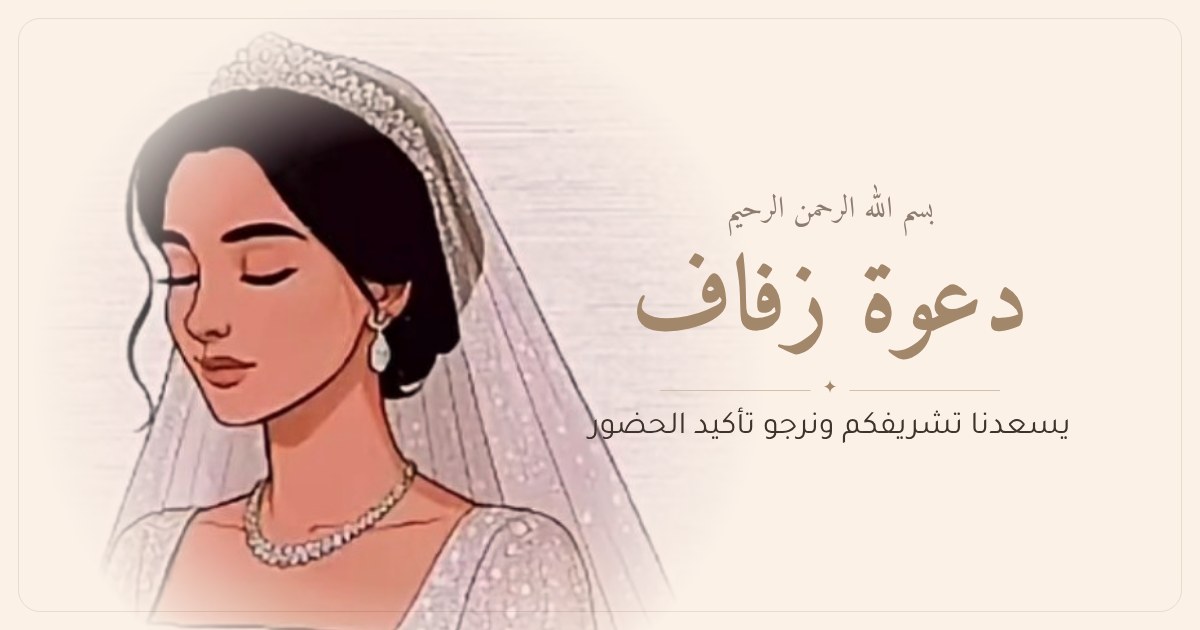 بسم الله الرحمن الرحيم
دعوة زفاف
يسعدنا تشريفكم ونرجو تأكيد الحضور